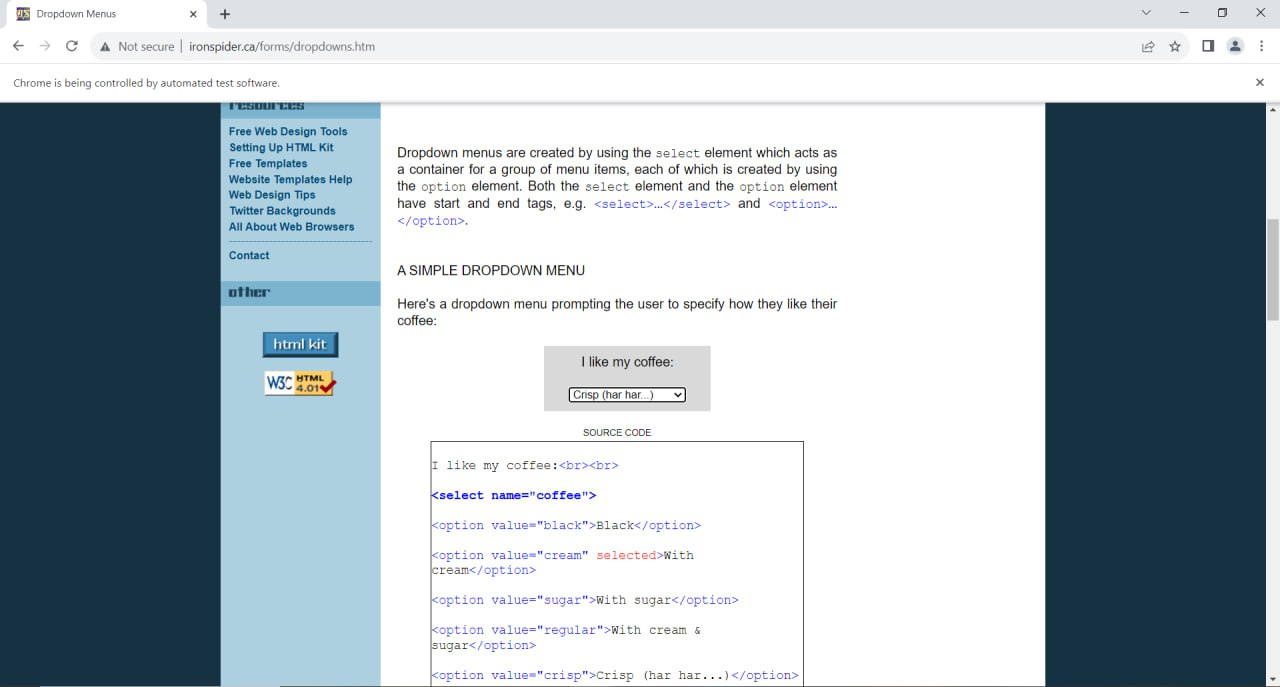 Dropdown Menus
Not secure
ironspider.ca/forms/dropdowns.htm
Chrome is being controlled by automated test software.
resources
Free Web Design Tools
Setting Up HTML Kit
Free Templates
Website Templates Help
Web Design Tips
Twitter Backgrounds
All About Web Browsers
Contact
other
html kit
W3C HTML 4.01
Dropdown menus are created by using the select element which acts as
a container for a group of menu items, each of which is created by using
the option element. Both the select element and the option element
have start and end tags, e.g. <select>…</select> and <option>…
</option>.
A SIMPLE DROPDOWN MENU
Here's a dropdown menu prompting the user to specify how they like their
coffee:
I like my coffee:
Crisp (har har...)
SOURCE CODE
I like my coffee:<br><br>
<select name="coffee">
<option value="black">Black</option>
<option value="cream" selected>With
cream</option>
<option value="sugar">With sugar</option>
<option value="regular">With cream &
sugar</option>
<option value="crisp">Crisp (har har...)</option>